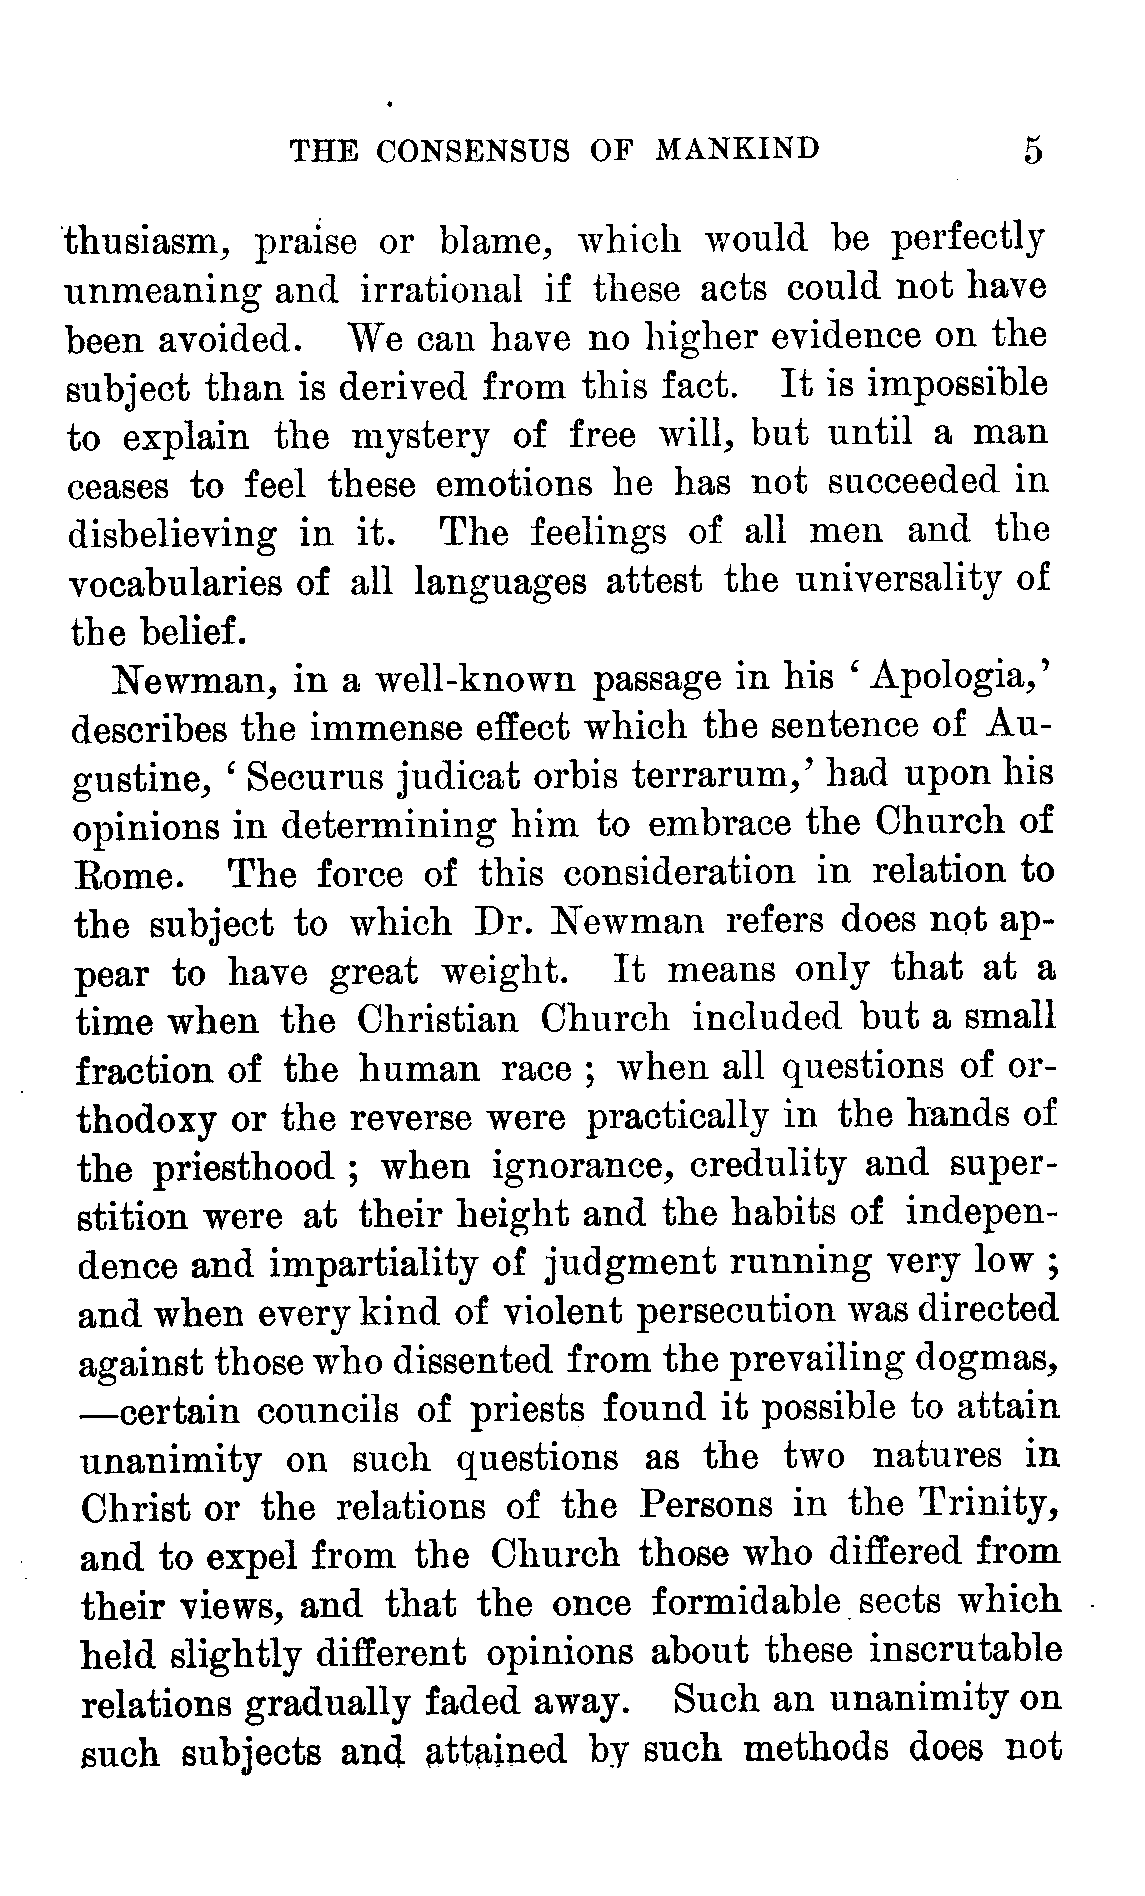 THE CONSENSUS OF MANKIND 5
thusiasm, praise or blame, which would be perfectly
unmeaning and irrational if these acts could not have
been avoided. We can have no higher evidence on the
subject than is derived from this fact. It is impossible
to explain the mystery of free will, but until a man
ceases to feel these emotions he has not succeeded in
disbelieving in it. The feelings of all men and the
vocabularies of all languages attest the universality of
the belief.
Newman, in a well-known passage in his ‘ Apologia,’
describes the immense effect which the sentence of Au-
gustine, ‘ Securus judicat orbis terrarum,’ had upon his
opinions in determining him to embrace the Church of
Rome. The force of this consideration in relation to
the subject to which Dr. Newman refers does not ap-
pear to have great weight. It means only that at a
time when the Christian Church included but a small
fraction of the human race ; when all questions of or-
thodoxy or the reverse were practically in the hands of
the priesthood ; when ignorance, credulity and super-
stition were at their height and the habits of indepen-
dence and impartiality of judgment running very low ;
and when every kind of violent persecution was directed
against those who dissented from the prevailing dogmas,
—certain councils of priests found it possible to attain
unanimity on such questions as the two natures in
Christ or the relations of the Persons in the Trinity,
and to expel from the Church those who differed from
their views, and that the once formidable sects which
held slightly different opinions about these inscrutable
relations gradually faded away. Such an unanimity on
such subjects and attained by such methods does not